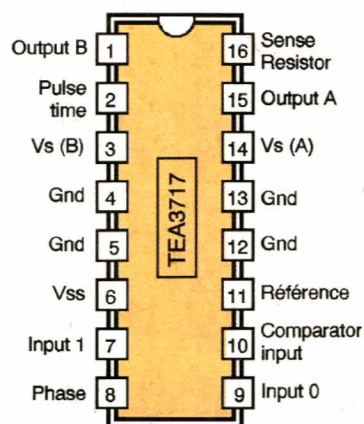 Output B 1
16 Sense
Resistor
Pulse
time 2
15 Output A
Vs (B) 3
14 Vs (A)
Gnd 4
13 Gnd
TEA3717
Gnd 5
12 Gnd
Vss 6
11 Référence
Input 1 7
10 Comparator
input
Phase 8
9 Input 0